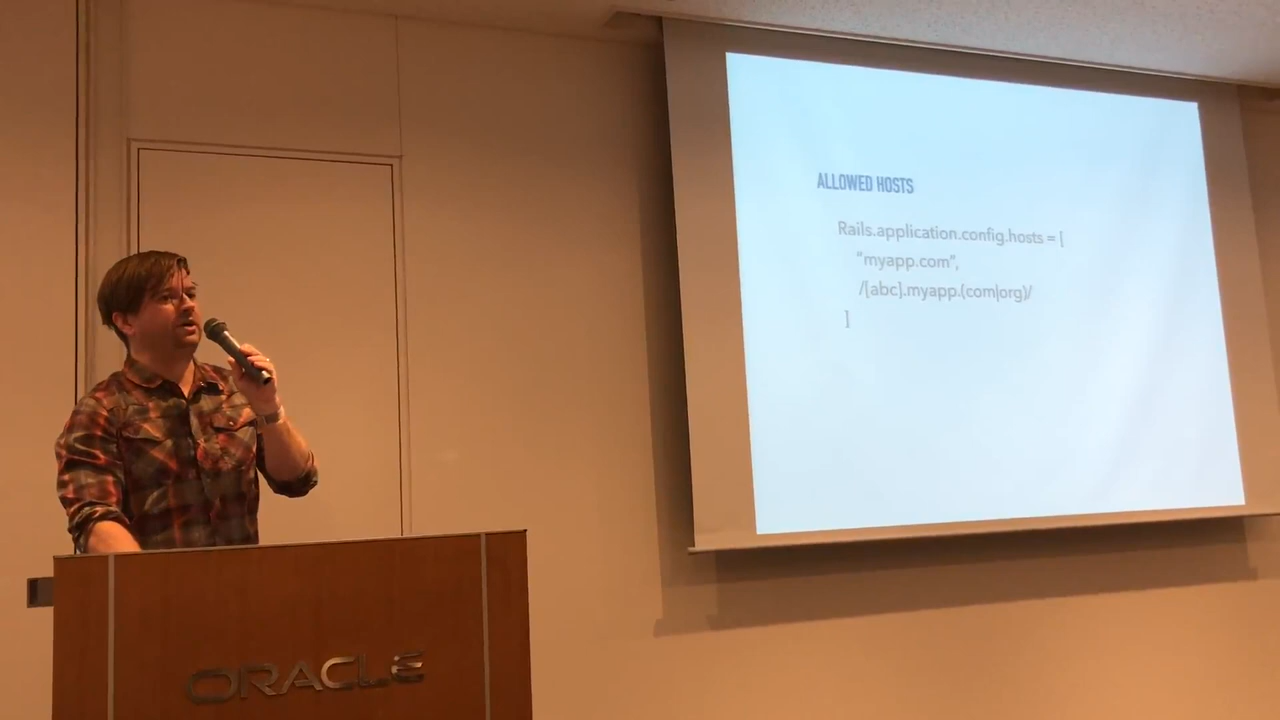 ALLOWED HOSTS
Rails.application.config.hosts = [
"myapp.com",
/[abc].myapp.(com|org)/
]
ORACLE